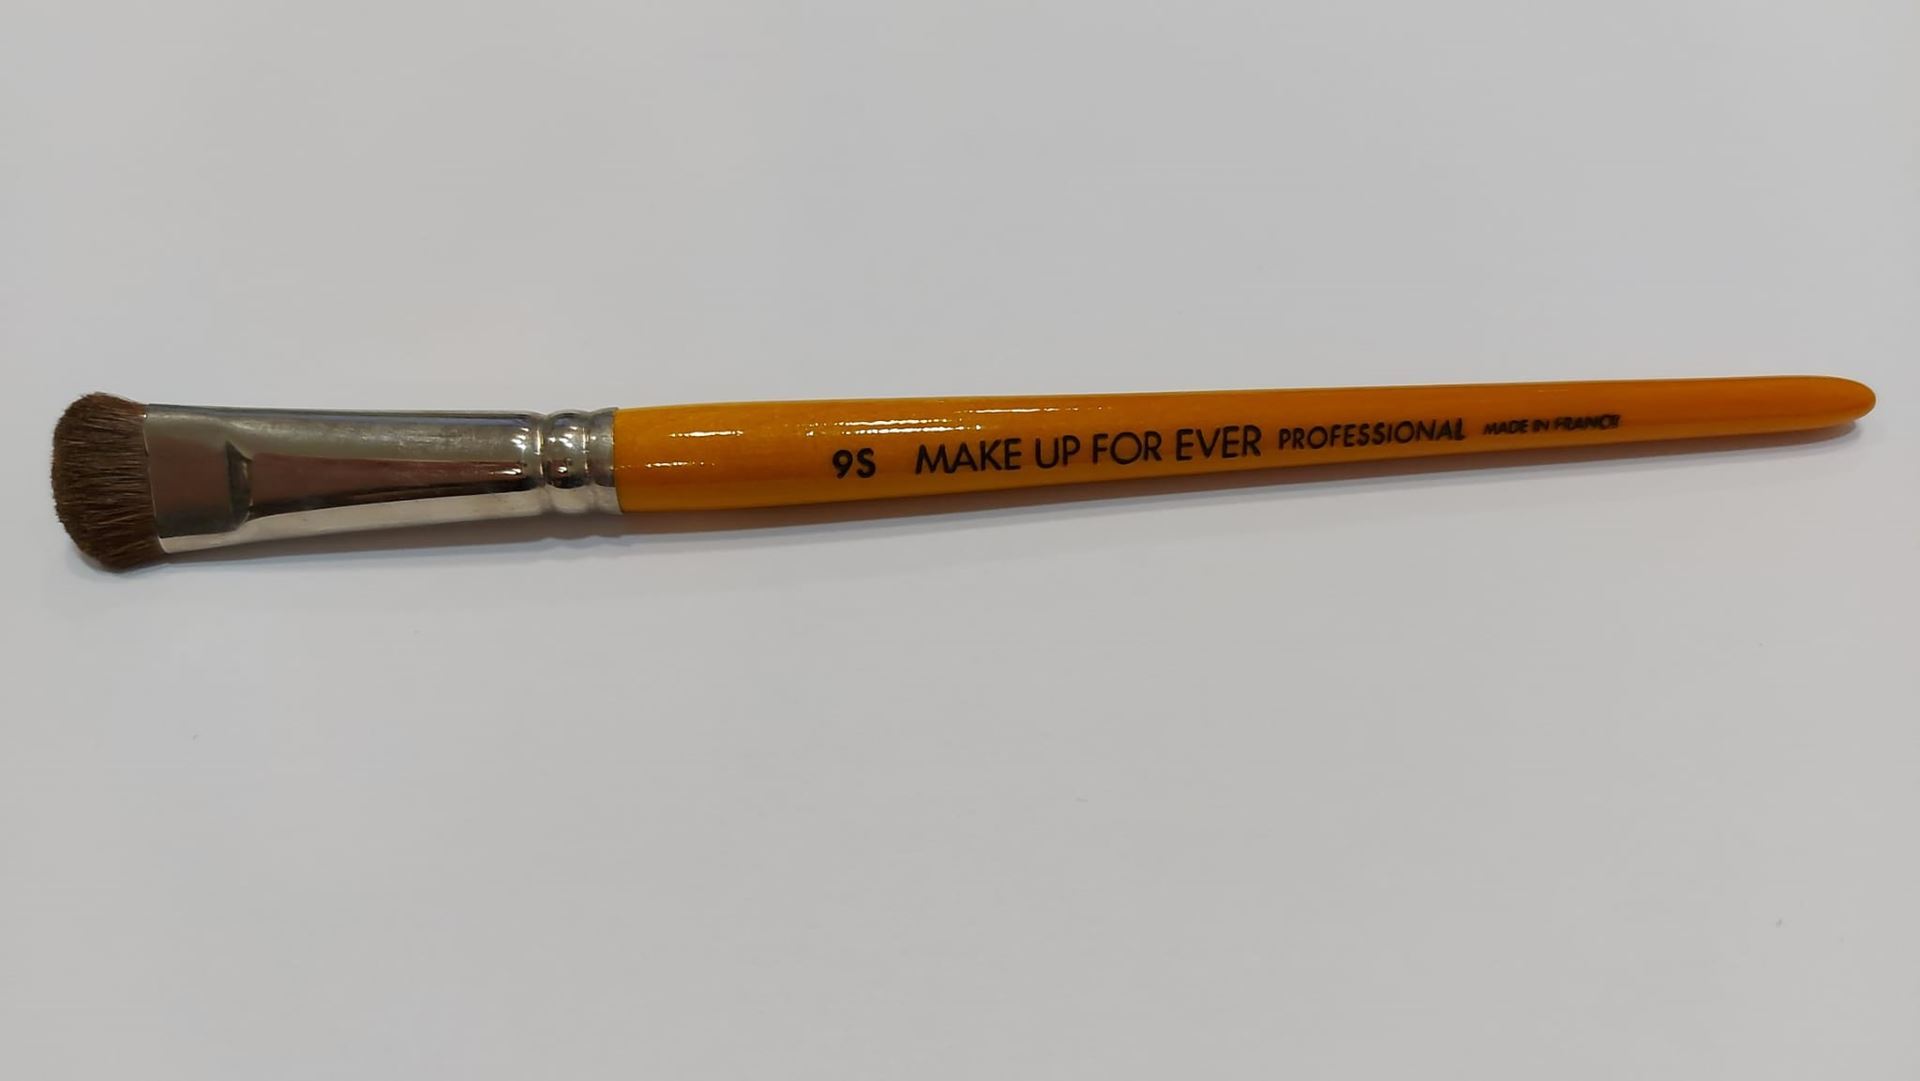 9S MAKE UP FOR EVER PROFESSIONAL MADE IN FRANCE